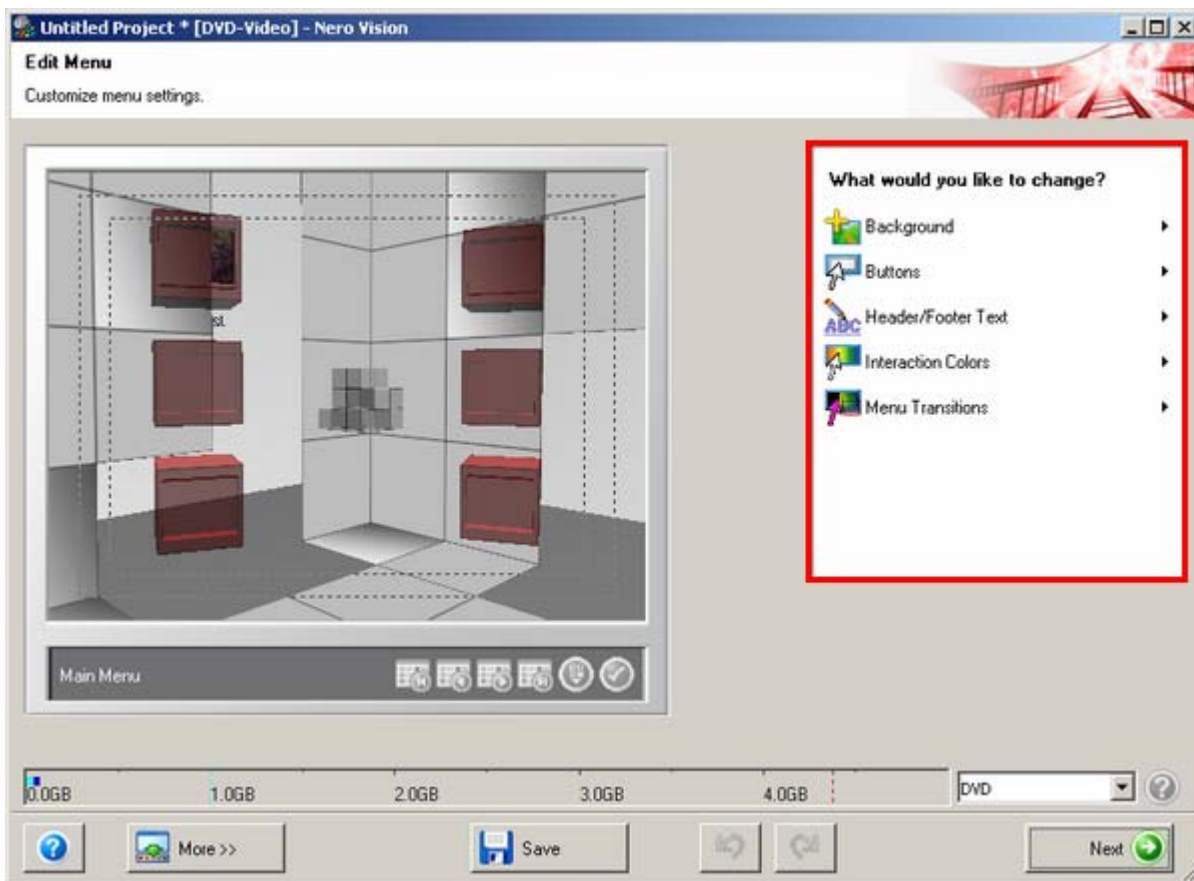 Untitled Project * [DVD-Video] - Nero Vision
Edit Menu
Customize menu settings.
What would you like to change?
Background
Buttons
ABC
Header/Footer Text
Interaction Colors
Menu Transitions
Main Menu
0.0GB 1.0GB 2.0GB 3.0GB 4.0GB
DVD
More >>
Save
Next